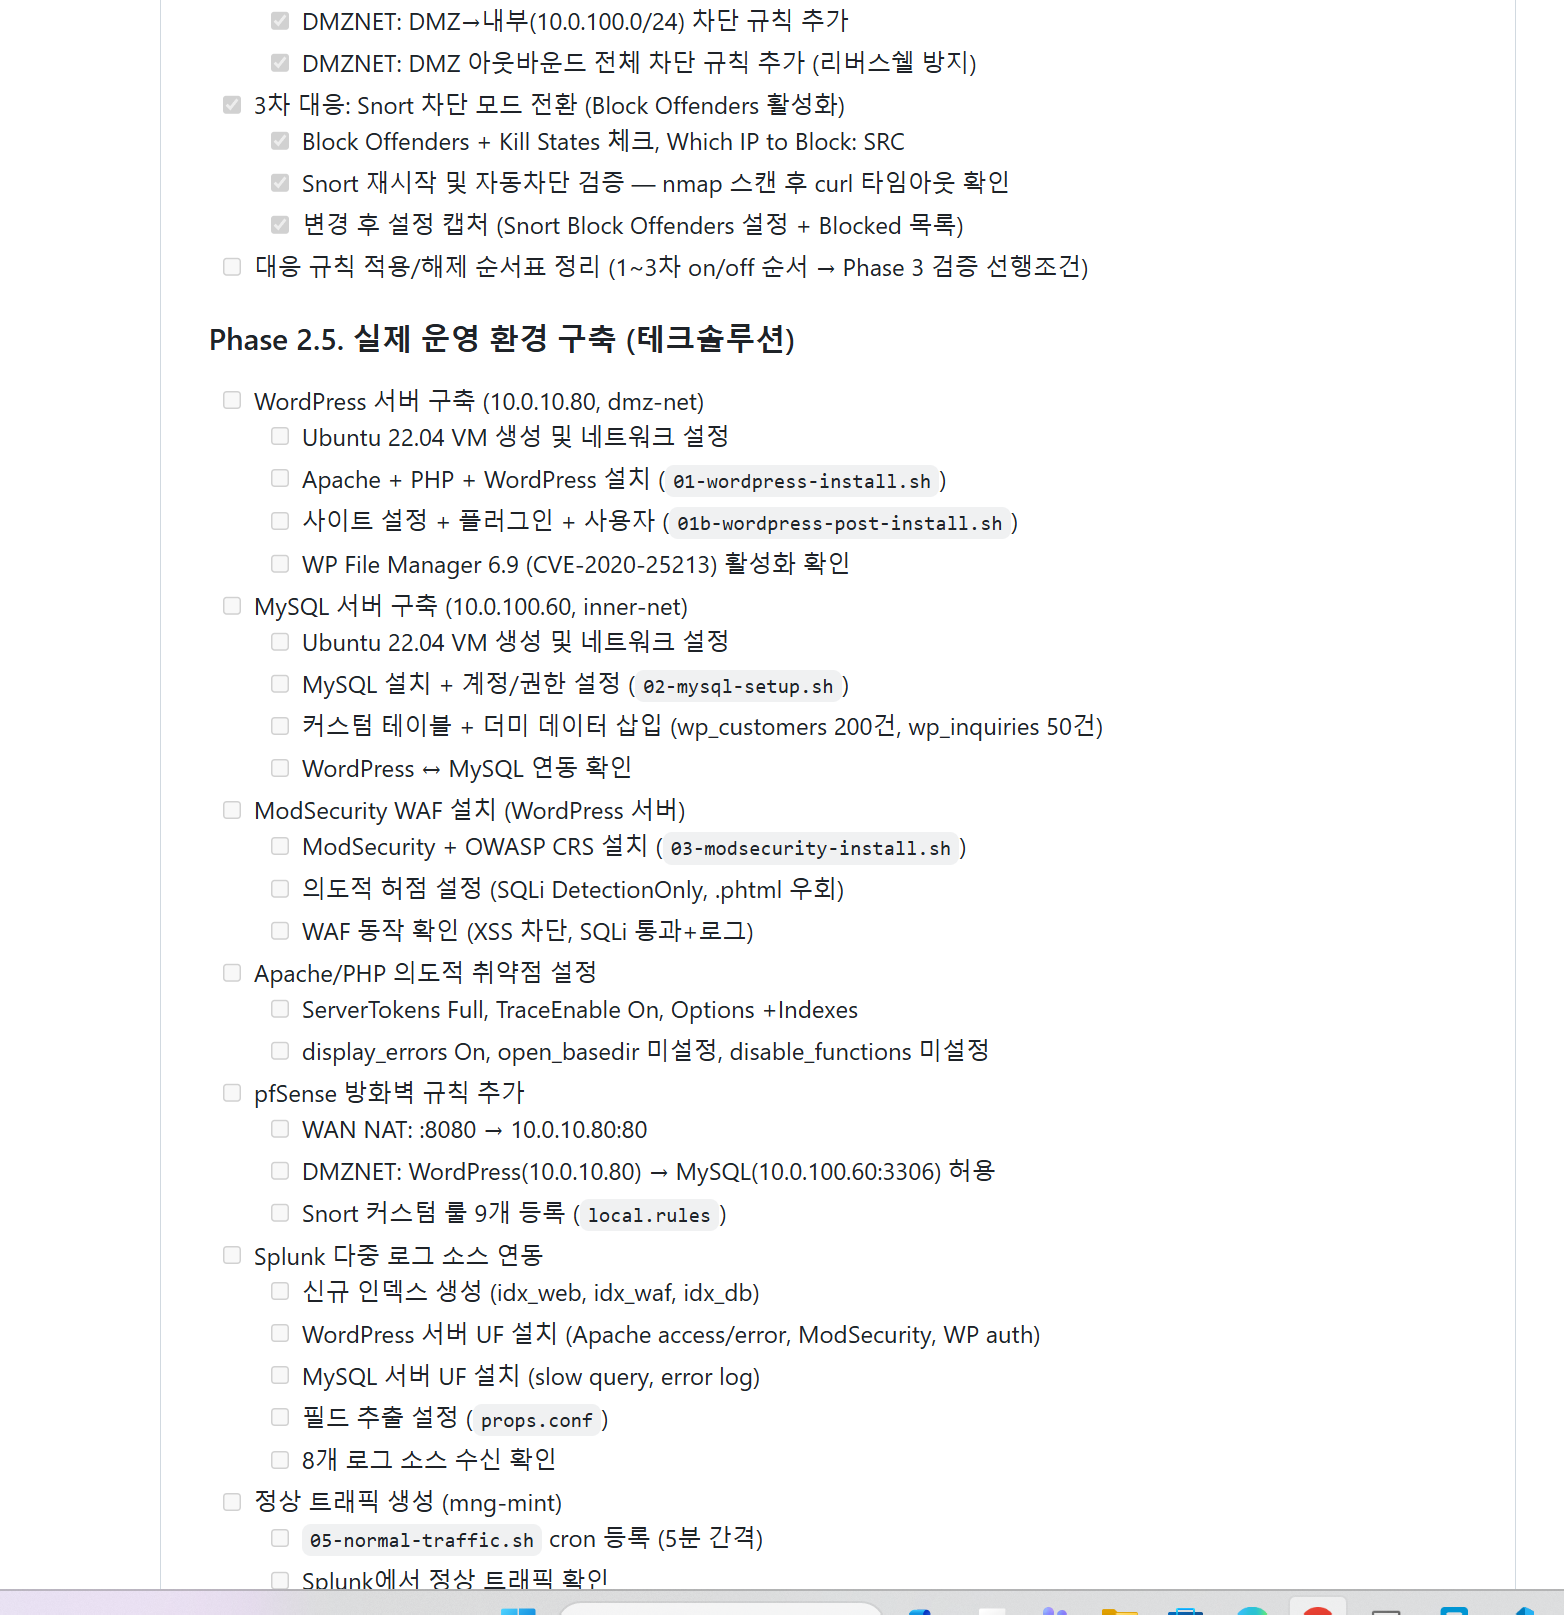 DMZNET: DMZ→내부(10.0.100.0/24) 차단 규칙 추가
DMZNET: DMZ 아웃바운드 전체 차단 규칙 추가 (리버스쉘 방지)
3차 대응: Snort 차단 모드 전환 (Block Offenders 활성화)
Block Offenders + Kill States 체크, Which IP to Block: SRC
Snort 재시작 및 자동차단 검증 — nmap 스캔 후 curl 타임아웃 확인
변경 후 설정 캡처 (Snort Block Offenders 설정 + Blocked 목록)
대응 규칙 적용/해제 순서표 정리 (1~3차 on/off 순서 → Phase 3 검증 선행조건)
Phase 2.5. 실제 운영 환경 구축 (테크솔루션)
WordPress 서버 구축 (10.0.10.80, dmz-net)
Ubuntu 22.04 VM 생성 및 네트워크 설정
Apache + PHP + WordPress 설치 (01-wordpress-install.sh)
사이트 설정 + 플러그인 + 사용자 (01b-wordpress-post-install.sh)
WP File Manager 6.9 (CVE-2020-25213) 활성화 확인
MySQL 서버 구축 (10.0.100.60, inner-net)
Ubuntu 22.04 VM 생성 및 네트워크 설정
MySQL 설치 + 계정/권한 설정 (02-mysql-setup.sh)
커스텀 테이블 + 더미 데이터 삽입 (wp_customers 200건, wp_inquiries 50건)
WordPress ↔ MySQL 연동 확인
ModSecurity WAF 설치 (WordPress 서버)
ModSecurity + OWASP CRS 설치 (03-modsecurity-install.sh)
의도적 허점 설정 (SQLi DetectionOnly, .phtml 우회)
WAF 동작 확인 (XSS 차단, SQLi 통과+로그)
Apache/PHP 의도적 취약점 설정
ServerTokens Full, TraceEnable On, Options +Indexes
display_errors On, open_basedir 미설정, disable_functions 미설정
pfSense 방화벽 규칙 추가
WAN NAT: :8080 → 10.0.10.80:80
DMZNET: WordPress(10.0.10.80) → MySQL(10.0.100.60:3306) 허용
Snort 커스텀 룰 9개 등록 (local.rules)
Splunk 다중 로그 소스 연동
신규 인덱스 생성 (idx_web, idx_waf, idx_db)
WordPress 서버 UF 설치 (Apache access/error, ModSecurity, WP auth)
MySQL 서버 UF 설치 (slow query, error log)
필드 추출 설정 (props.conf)
8개 로그 소스 수신 확인
정상 트래픽 생성 (mng-mint)
05-normal-traffic.sh cron 등록 (5분 간격)
Splunk에서 정상 트래픽 확인